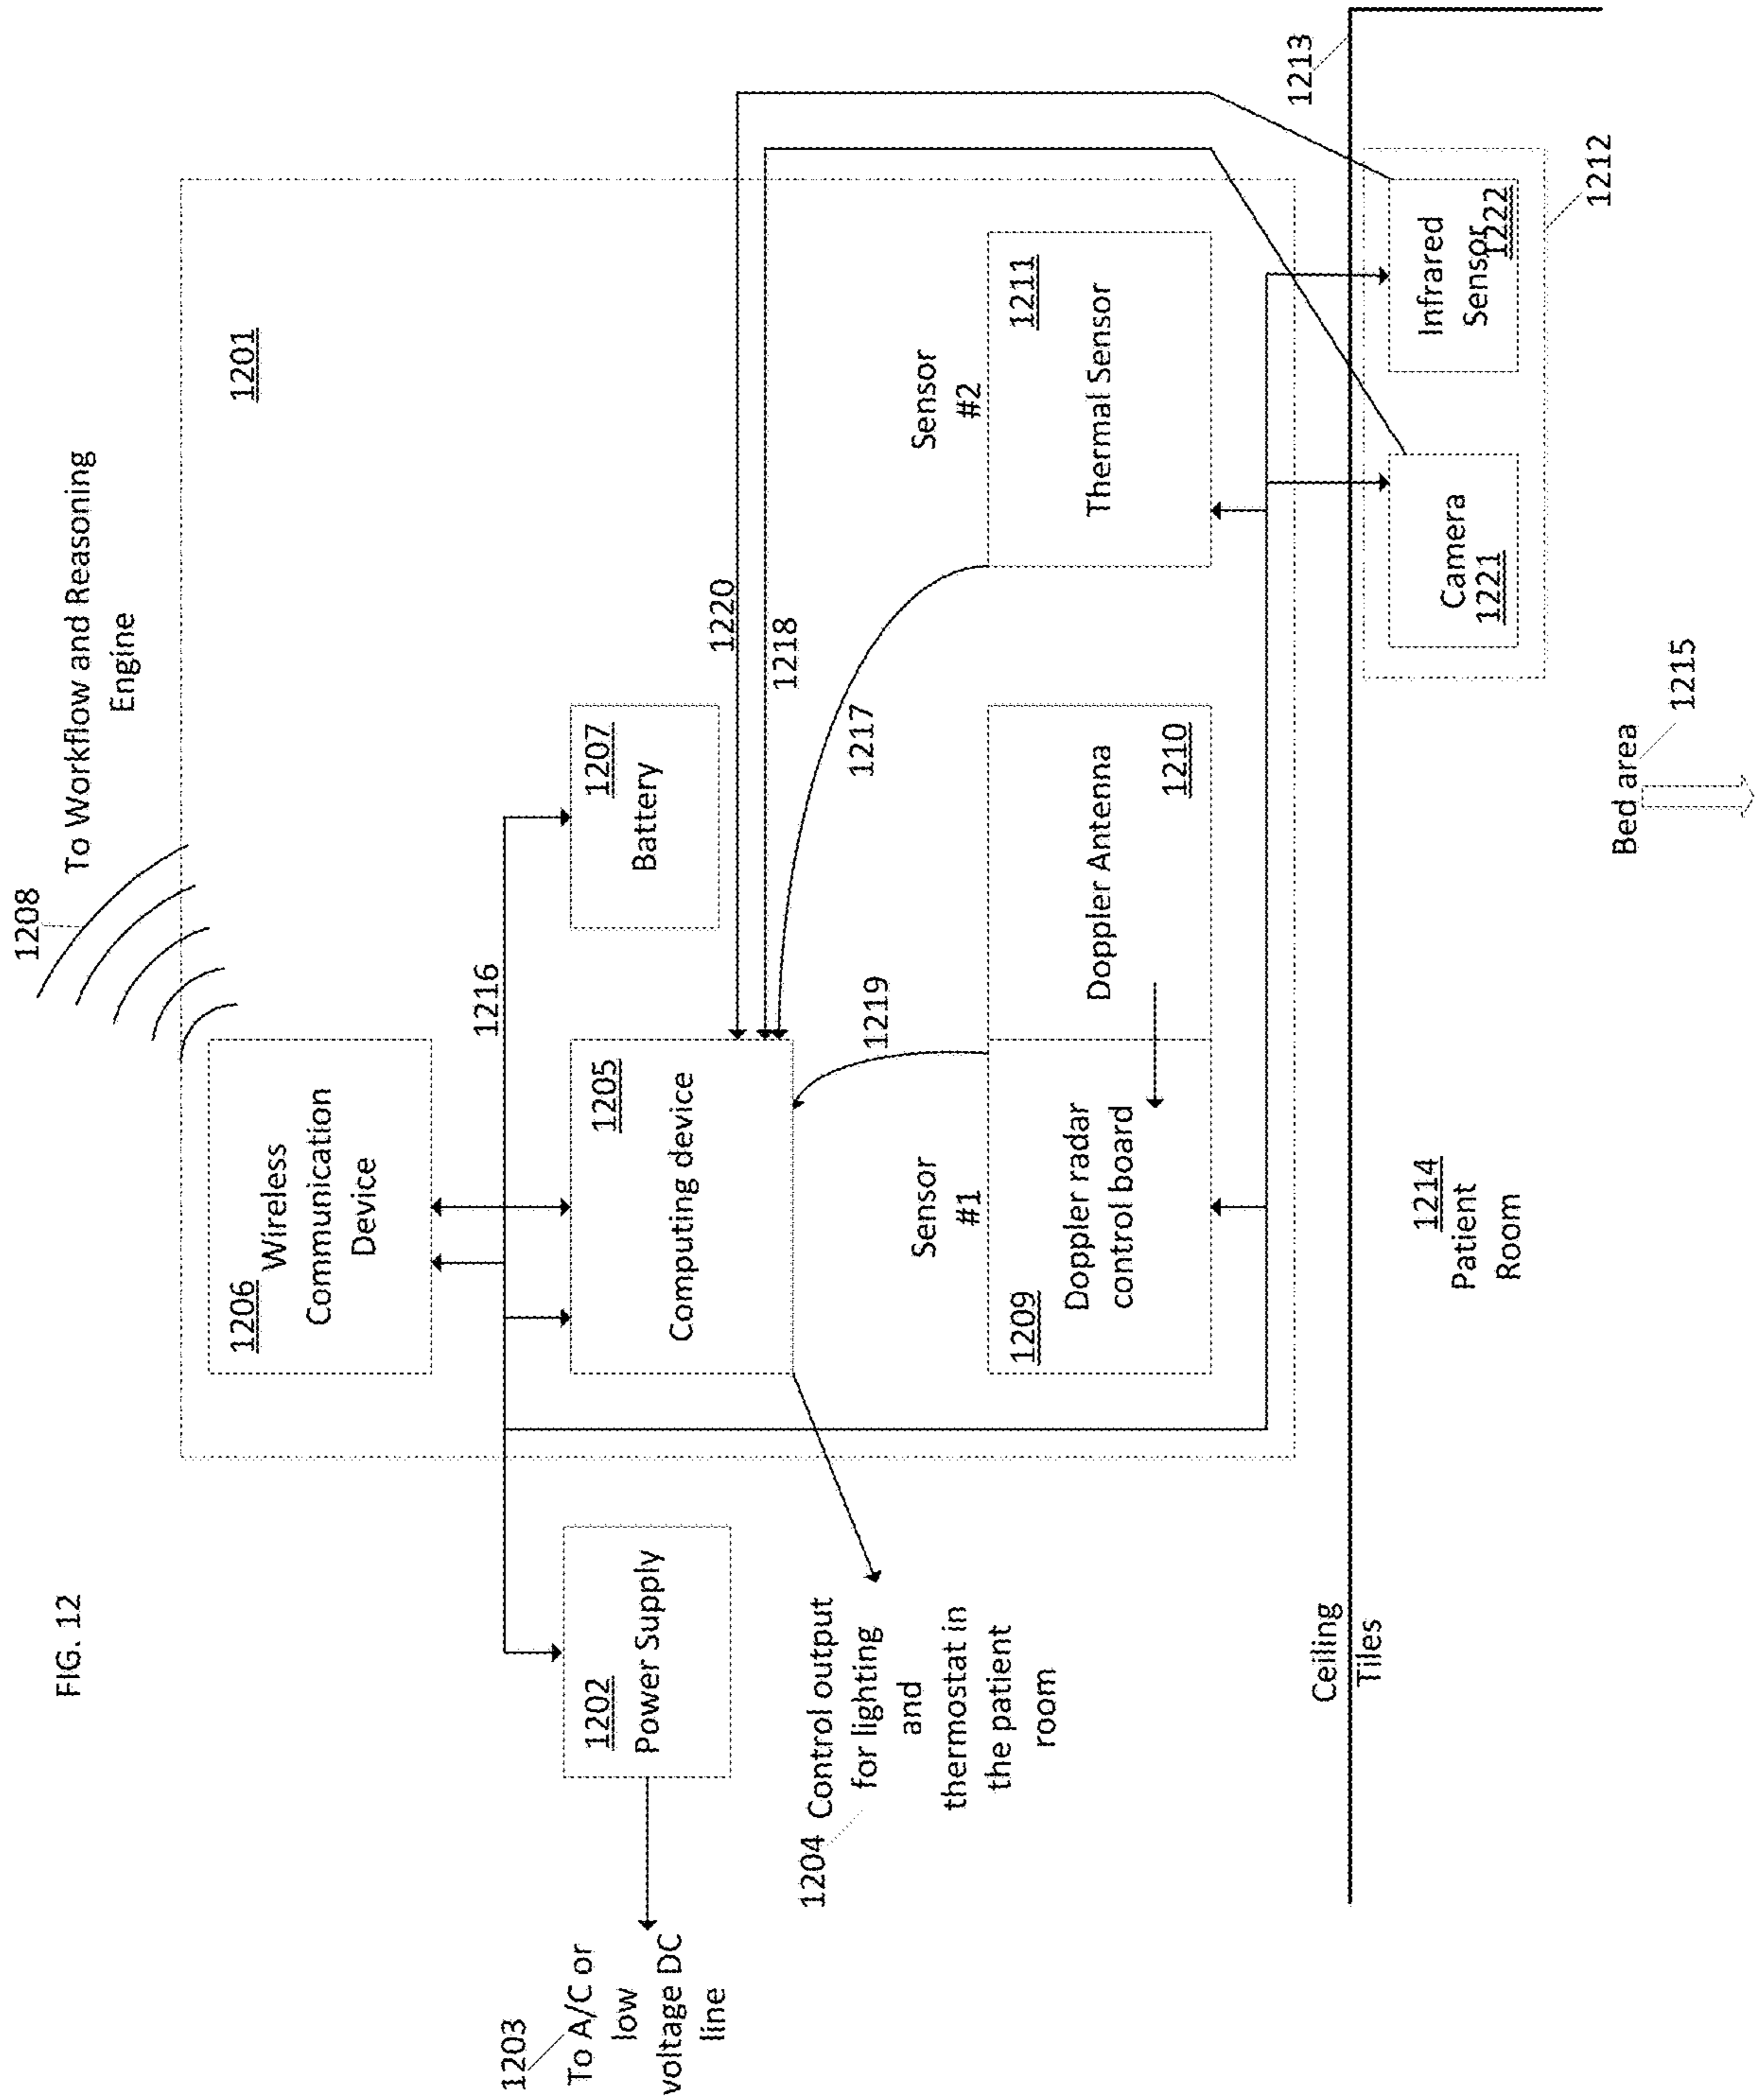 FIG. 12
1208
To Workflow and Reasoning
Engine
1201
1206
Wireless
Communication
Device
1216
1207
Battery
1203
To A/C or
low
voltage DC
line
1202
Power Supply
1205
Computing device
1220
1218
1217
1219
1204
Control output
for lighting
and
thermostat in
the patient
room
Sensor
#1
1209
Doppler radar
control board
Doppler Antenna
1210
Sensor
#2
1211
Thermal Sensor
1213
Ceiling
Tiles
Camera
1221
Infrared
Sensor
1222
1212
1214
Patient
Room
Bed area
1215